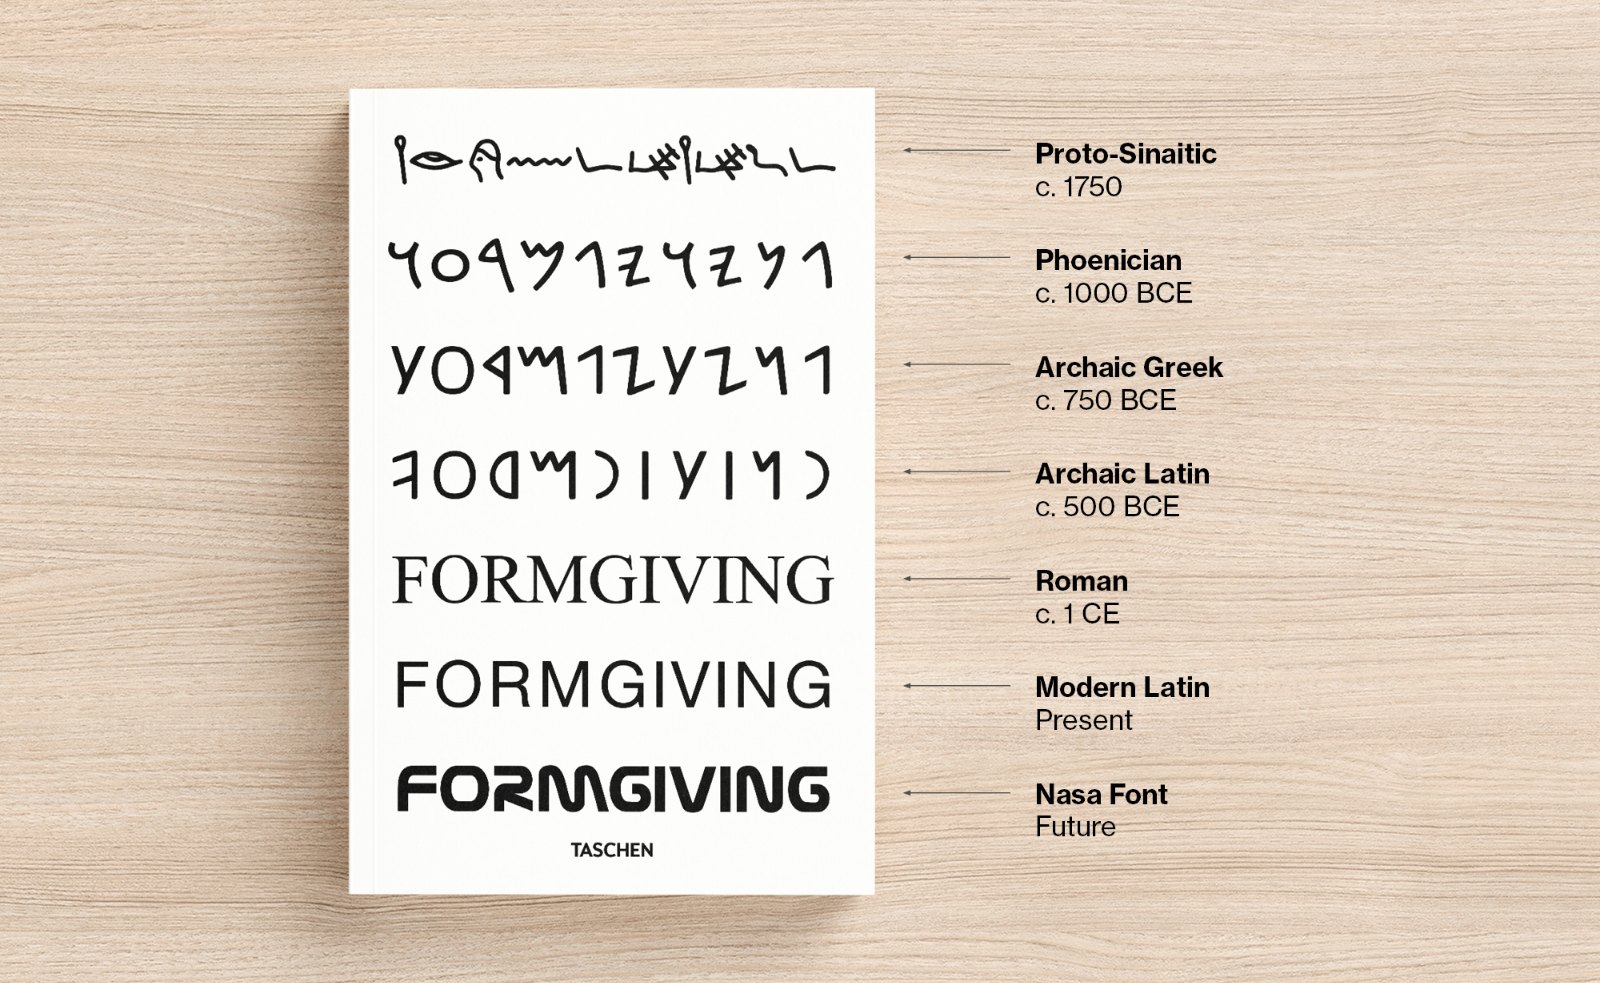 FORMGIVING
FORMGIVING
FORMGIVING
TASCHEN
Proto-Sinaitic
c. 1750
Phoenician
c. 1000 BCE
Archaic Greek
c. 750 BCE
Archaic Latin
c. 500 BCE
Roman
c. 1 CE
Modern Latin
Present
Nasa Font
Future